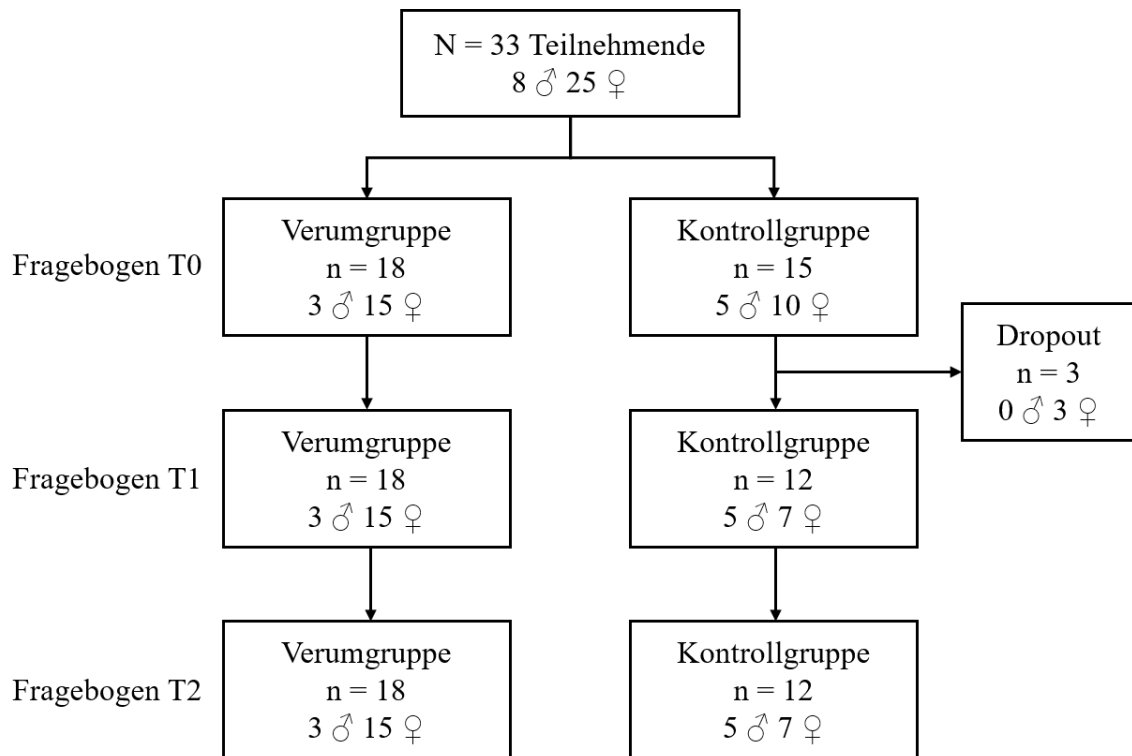 N = 33 Teilnehmende
8 ♂ 25 ♀
Fragebogen T0
Verumgruppe
n = 18
3 ♂ 15 ♀
Kontrollgruppe
n = 15
5 ♂ 10 ♀
Dropout
n = 3
0 ♂ 3 ♀
Fragebogen T1
Verumgruppe
n = 18
3 ♂ 15 ♀
Kontrollgruppe
n = 12
5 ♂ 7 ♀
Fragebogen T2
Verumgruppe
n = 18
3 ♂ 15 ♀
Kontrollgruppe
n = 12
5 ♂ 7 ♀